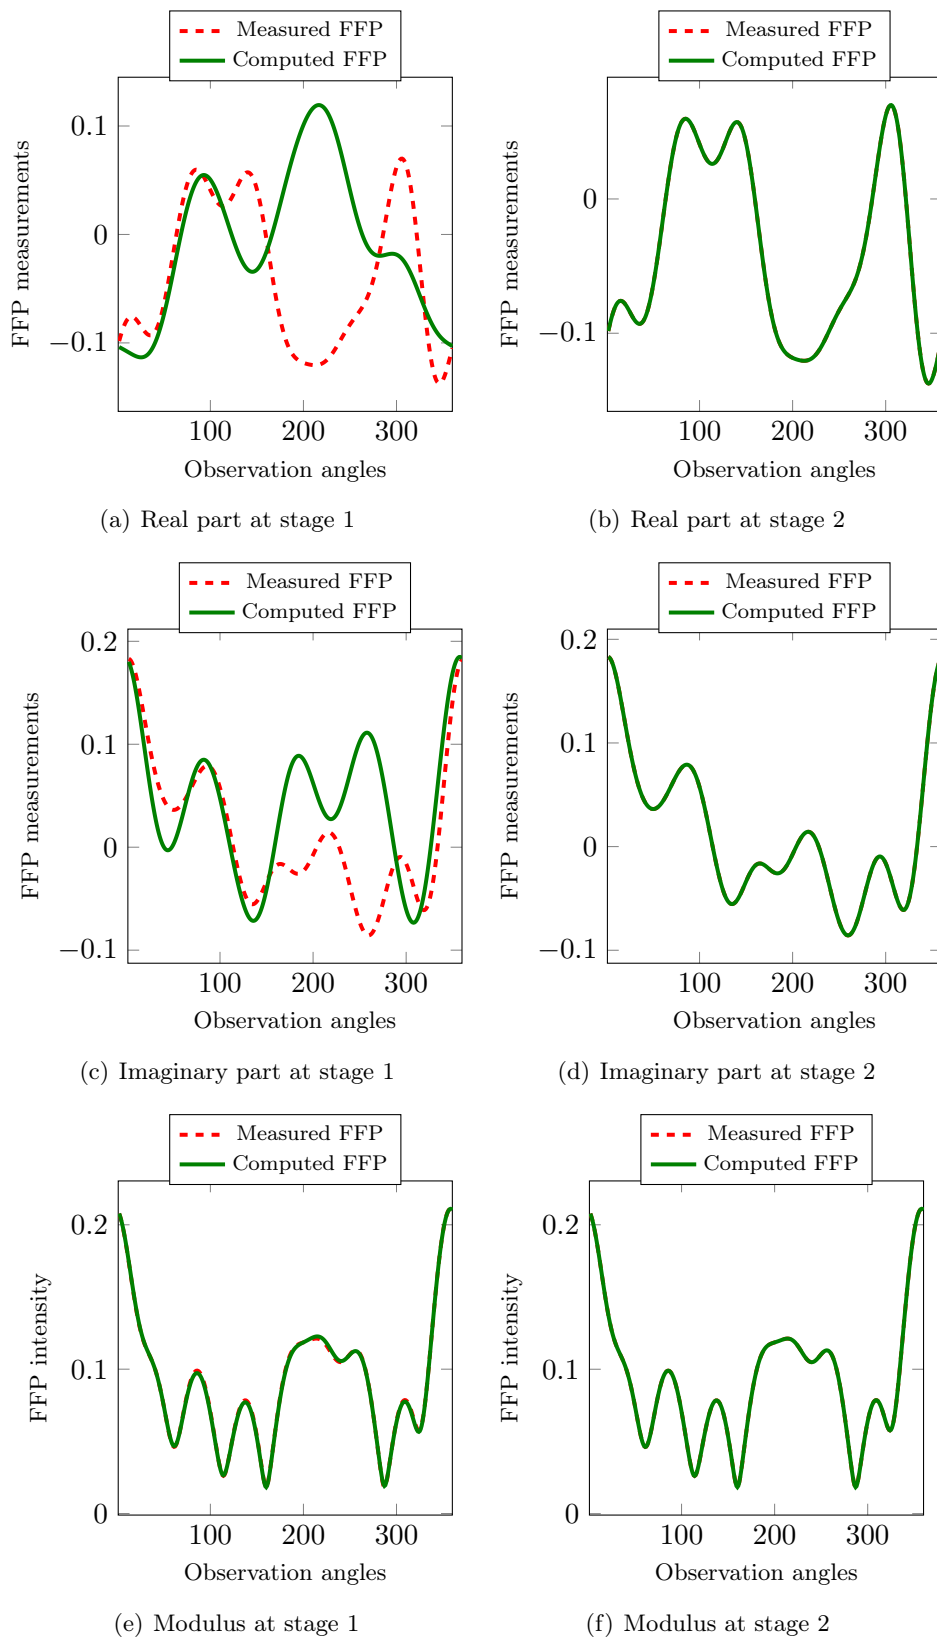 Measured FFP
Computed FFP
0.1
0
−0.1
FFP measurements
100 200 300
Observation angles
(a) Real part at stage 1
Measured FFP
Computed FFP
0
−0.1
FFP measurements
100 200 300
Observation angles
(b) Real part at stage 2
Measured FFP
Computed FFP
0.2
0.1
0
−0.1
FFP measurements
100 200 300
Observation angles
(c) Imaginary part at stage 1
Measured FFP
Computed FFP
0.2
0.1
0
−0.1
FFP measurements
100 200 300
Observation angles
(d) Imaginary part at stage 2
Measured FFP
Computed FFP
0.2
0.1
0
FFP intensity
100 200 300
Observation angles
(e) Modulus at stage 1
Measured FFP
Computed FFP
0.2
0.1
0
FFP intensity
100 200 300
Observation angles
(f) Modulus at stage 2